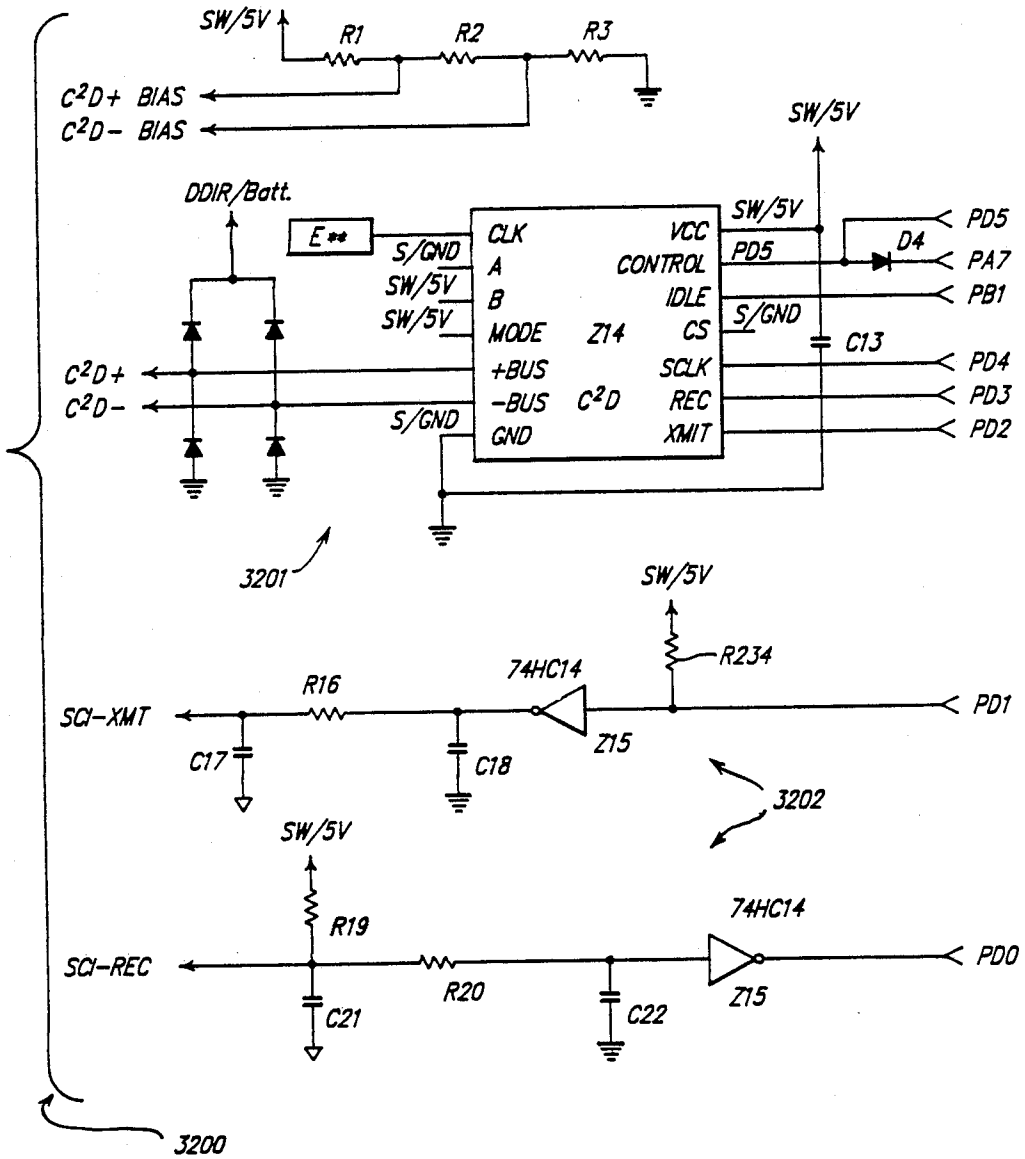 SW/5V
R1
R2
R3
C²D+ BIAS
C²D- BIAS
SW/5V
DDIR/Batt.
E**
S/GND
SW/5V
SW/5V
S/GND
CLK
A
B
MODE
+BUS
-BUS
GND
Z14
C²D
VCC
CONTROL
IDLE
CS
SCLK
REC
XMIT
SW/5V
PD5
S/GND
D4
C13
PD5
PA7
PB1
PD4
PD3
PD2
C²D+
C²D-
3201
SW/5V
R234
74HC14
R16
SCI-XMT
PD1
C17
C18
Z15
3202
SW/5V
R19
74HC14
SCI-REC
R20
PD0
C21
C22
Z15
3200